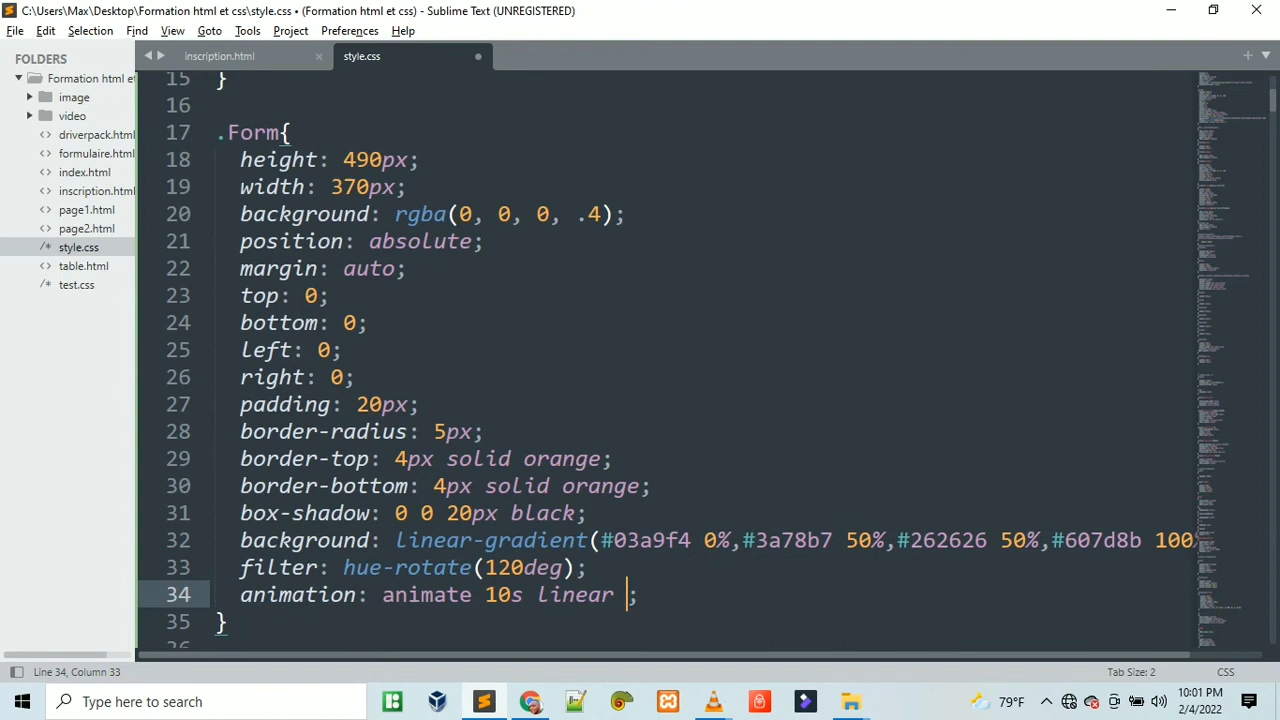 C:\Users\Max\Desktop\Formation html et css\style.css • (Formation html et css) - Sublime Text (UNREGISTERED)
File Edit Selection Find View Goto Tools Project Preferences Help
FOLDERS
Formation html et
image
video
driverpack.html
formulaire.html
index.html
inscription.html
page1.html
page2.html
/* style.css
table.html
/* test.css
inscription.html × style.css
15 }
16
17 .Form{
18 height: 490px;
19 width: 370px;
20 background: rgba(0, 0, 0, .4);
21 position: absolute;
22 margin: auto;
23 top: 0;
24 bottom: 0;
25 left: 0;
26 right: 0;
27 padding: 20px;
28 border-radius: 5px;
29 border-top: 4px solid orange;
30 border-bottom: 4px solid orange;
31 box-shadow: 0 0 20px black;
32 background: linear-gradient(#03a9f4 0%,#3a78b7 50%,#262626 50%,#607d8b 100
33 filter: hue-rotate(120deg);
34 animation: animate 10s linear ;
35 }
Line 34, Column 33 Tab Size: 2 CSS
Type here to search 79°F 10:01 PM
2/4/2022